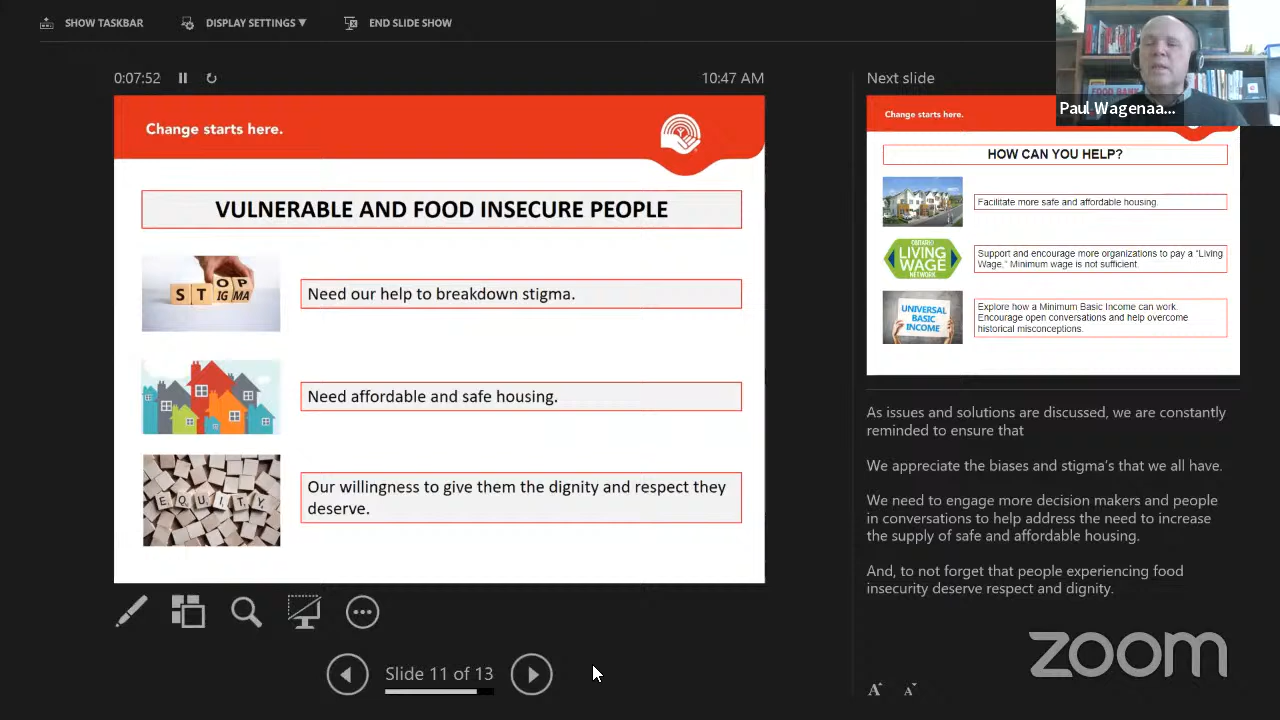 SHOW TASKBAR
DISPLAY SETTINGS ▼
END SLIDE SHOW
0:07:52
10:47 AM
Change starts here.
VULNERABLE AND FOOD INSECURE PEOPLE
S T OP
IG MA
Need our help to breakdown stigma.
Need affordable and safe housing.
EQUITY
Our willingness to give them the dignity and respect they
deserve.
Slide 11 of 13
Next slide
FOOD BANK
Paul Wagenaa...
Change starts here.
HOW CAN YOU HELP?
Facilitate more safe and affordable housing.
ONTARIO
LIVING
WAGE
NETWORK
Support and encourage more organizations to pay a "Living
Wage," Minimum wage is not sufficient.
UNIVERSAL
BASIC
INCOME
Explore how a Minimum Basic Income can work.
Encourage open conversations and help overcome
historical misconceptions.
As issues and solutions are discussed, we are constantly
reminded to ensure that
We appreciate the biases and stigma's that we all have.
We need to engage more decision makers and people
in conversations to help address the need to increase
the supply of safe and affordable housing.
And, to not forget that people experiencing food
insecurity deserve respect and dignity.
zoom
A A